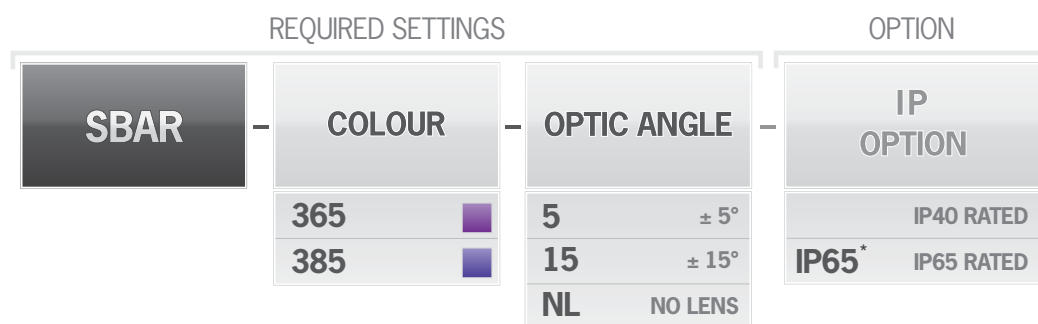 REQUIRED SETTINGS
OPTION
SBAR – COLOUR – OPTIC ANGLE – IP OPTION
365
385
5 ± 5°
15 ± 15°
NL NO LENS
IP40 RATED
IP65* IP65 RATED